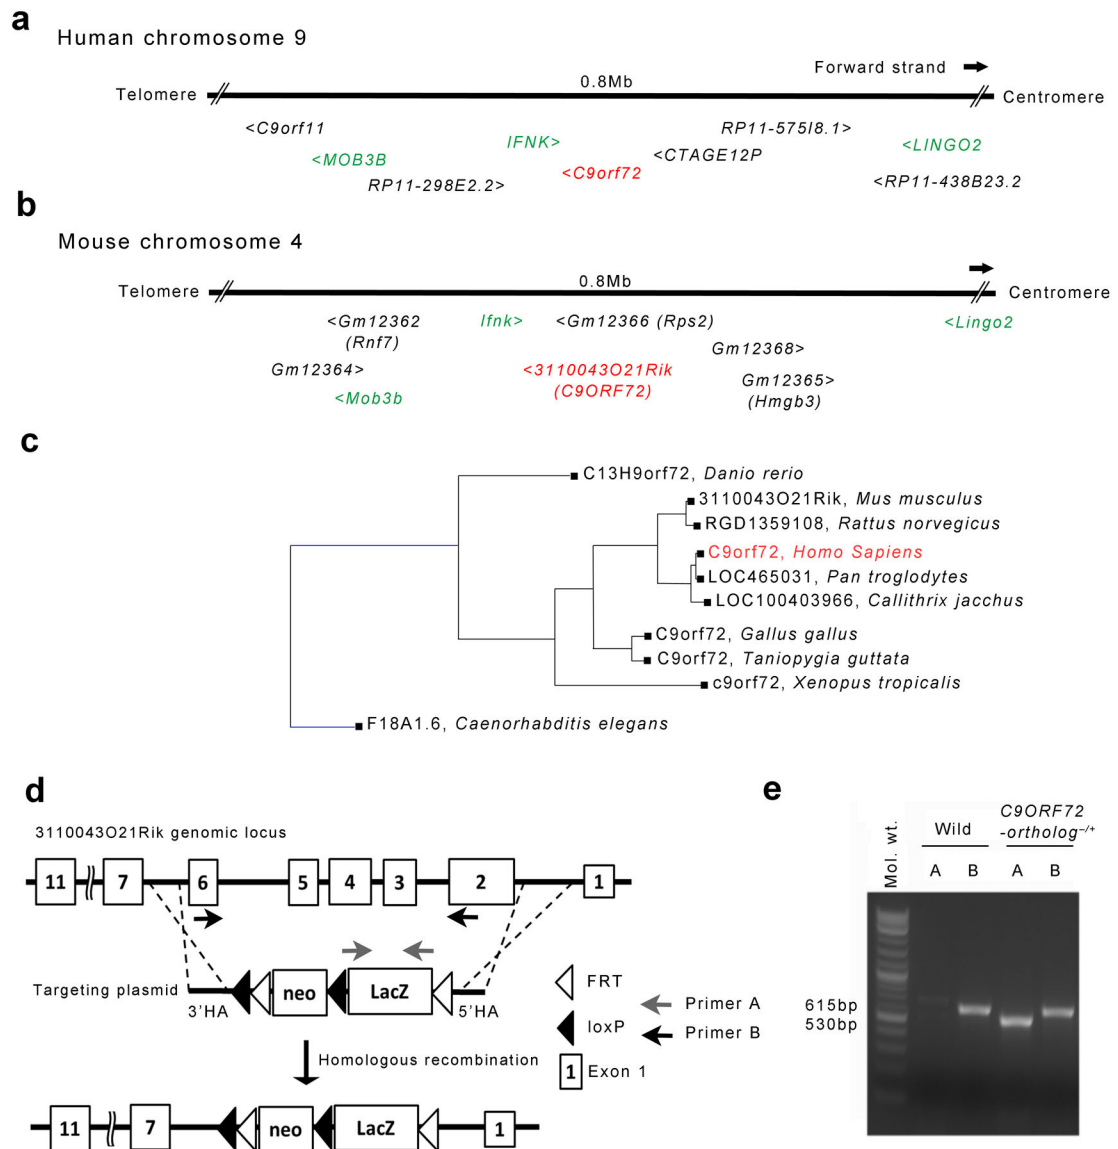 a
Human chromosome 9
Forward strand
0.8Mb
Telomere
Centromere
<C9orf11
RP11-575I8.1>
IFNK>
<LINGO2
<MOB3B
<CTAGE12P
<C9orf72
RP11-298E2.2>
<RP11-438B23.2
b
Mouse chromosome 4
0.8Mb
Telomere
Centromere
<Gm12362
(Rnf7)
Ifnk>
<Gm12366 (Rps2)
<Lingo2
Gm12368>
Gm12364>
<3110043O21Rik
(C9ORF72)
Gm12365>
(Hmgb3)
<Mob3b
c
C13H9orf72, Danio rerio
3110043O21Rik, Mus musculus
RGD1359108, Rattus norvegicus
C9orf72, Homo Sapiens
LOC465031, Pan troglodytes
LOC100403966, Callithrix jacchus
C9orf72, Gallus gallus
C9orf72, Taniopygia guttata
c9orf72, Xenopus tropicalis
F18A1.6, Caenorhabditis elegans
d
3110043O21Rik genomic locus
11 7 6 5 4 3 2 1
Targeting plasmid
neo
LacZ
3'HA
5'HA
FRT
loxP
1 Exon 1
Primer A
Primer B
Homologous recombination
11 7 neo LacZ 1
e
Mol. wt.
Wild
C9ORF72
-ortholog−/+
A B A B
615bp
530bp